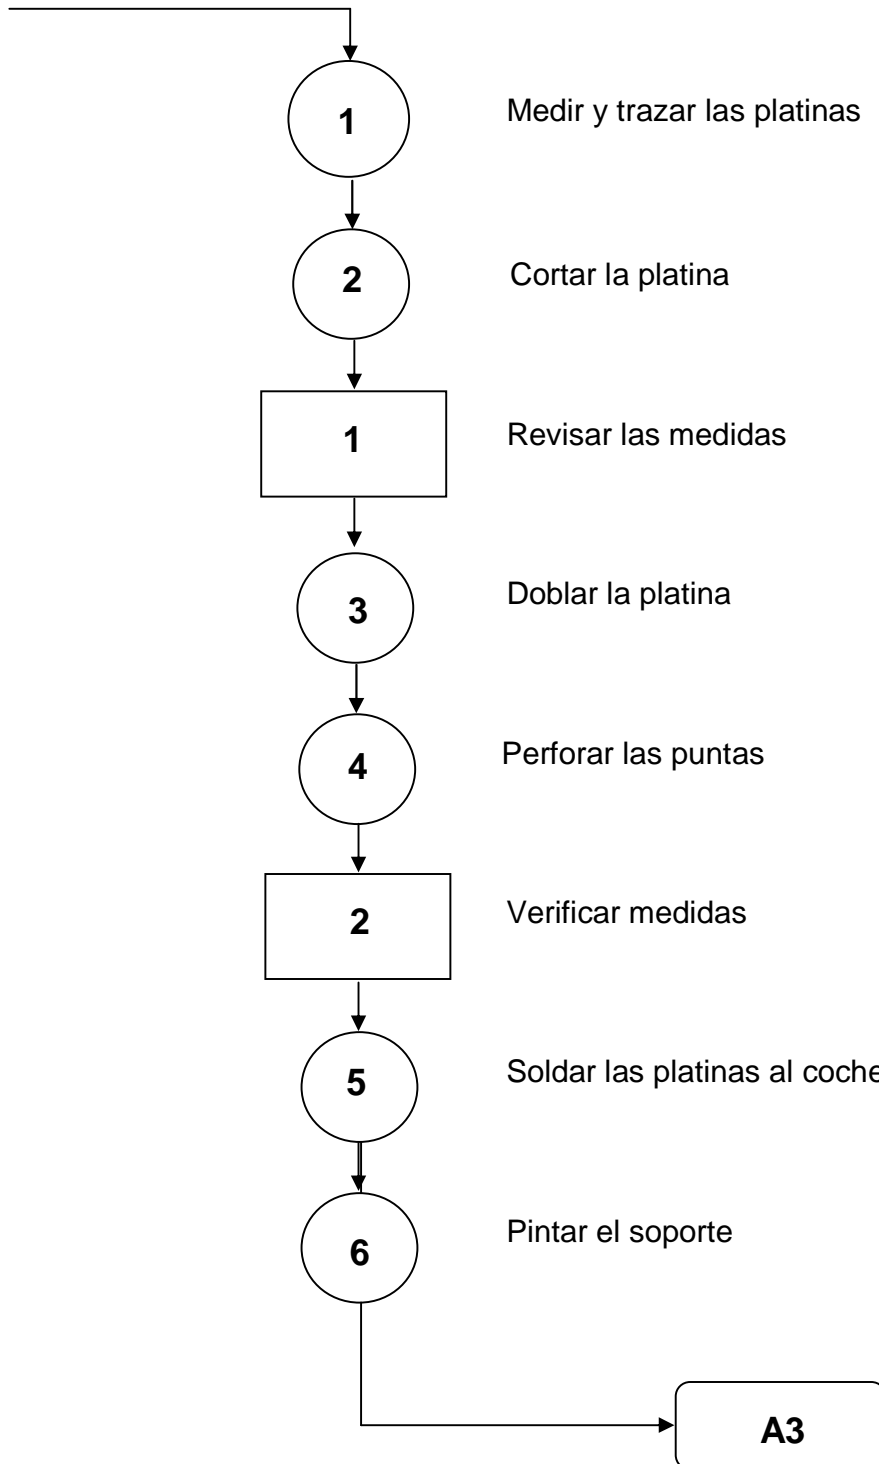 1 Medir y trazar las platinas
2 Cortar la platina
1 Revisar las medidas
3 Doblar la platina
4 Perforar las puntas
2 Verificar medidas
5 Soldar las platinas al coche
6 Pintar el soporte
A3